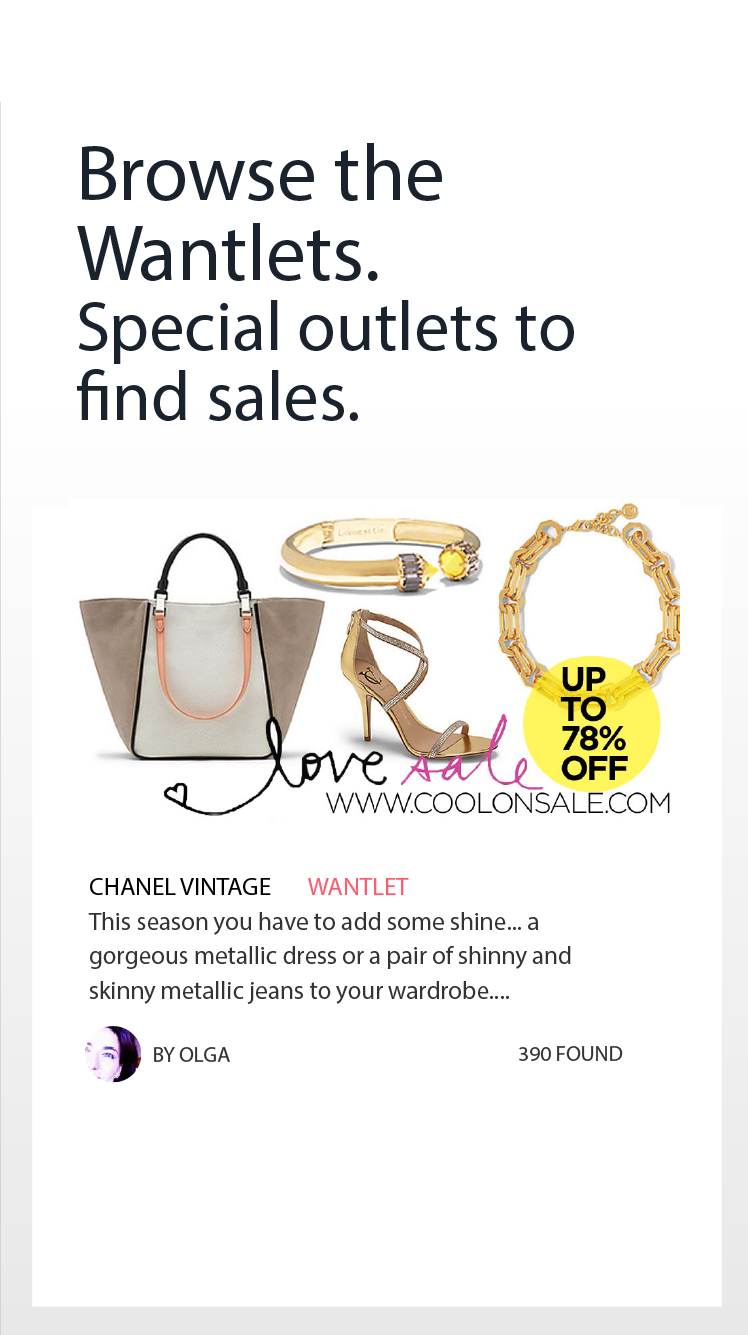 Browse the
Wantlets.
Special outlets to
find sales.
UP
TO
78%
OFF
love sale
WWW.COOLONSALE.COM
CHANEL VINTAGE WANTLET
This season you have to add some shine... a
gorgeous metallic dress or a pair of shinny and
skinny metallic jeans to your wardrobe....
BY OLGA 390 FOUND